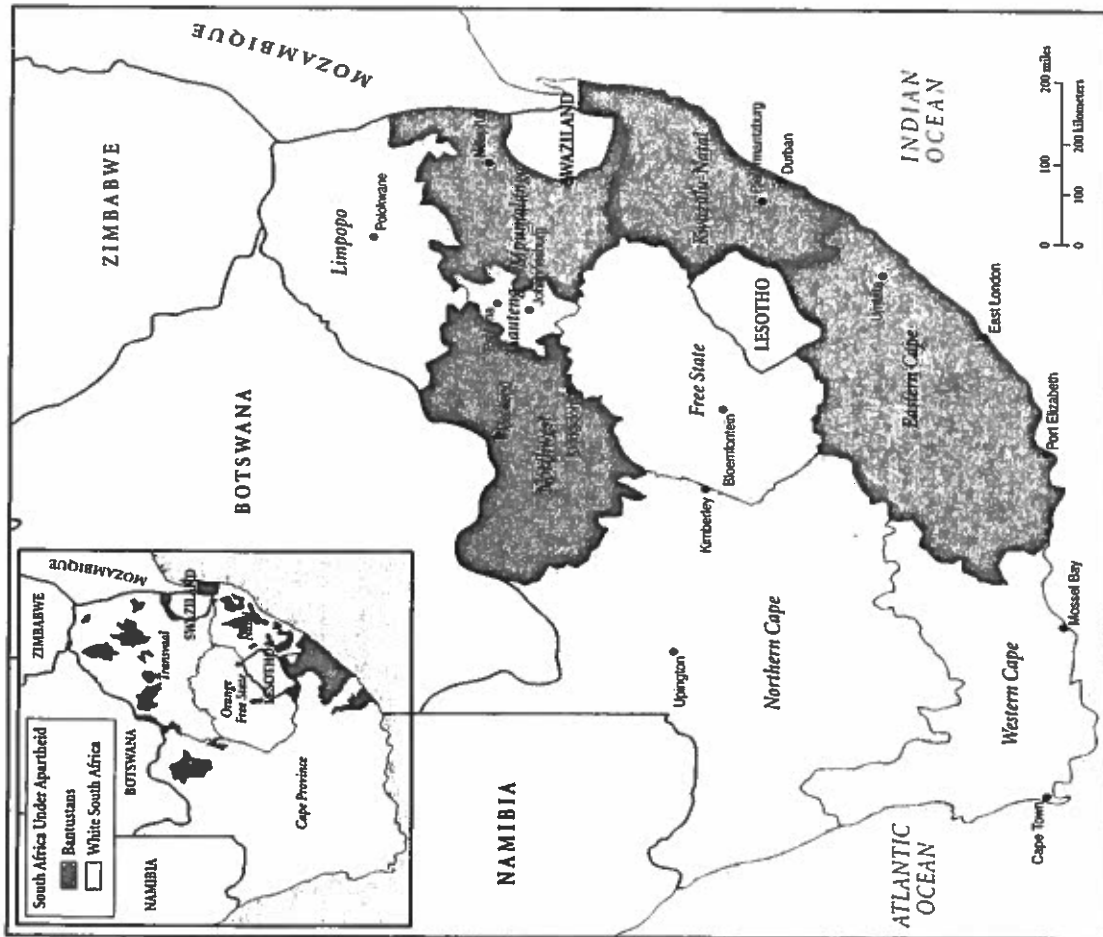 South Africa Under Apartheid
Bantustans
White South Africa
NAMIBIA
BOTSWANA
ZIMBABWE
MOZAMBIQUE
SWAZILAND
Transvaal
Orange
Free State
LESOTHO
Natal
Cape Province
ZIMBABWE
MOZAMBIQUE
BOTSWANA
NAMIBIA
Limpopo
Polokwane
Mpumalanga
SWAZILAND
Gauteng
Johannesburg
Northwest
Free State
Bloemfontein
Kimberley
LESOTHO
Kwazulu-Natal
Pietermaritzburg
Durban
Upington
Northern Cape
Eastern Cape
Umtata
East London
Port Elizabeth
Western Cape
Mossel Bay
Cape Town
ATLANTIC
OCEAN
INDIAN
OCEAN
0 100 200 miles
0 100 200 kilometers